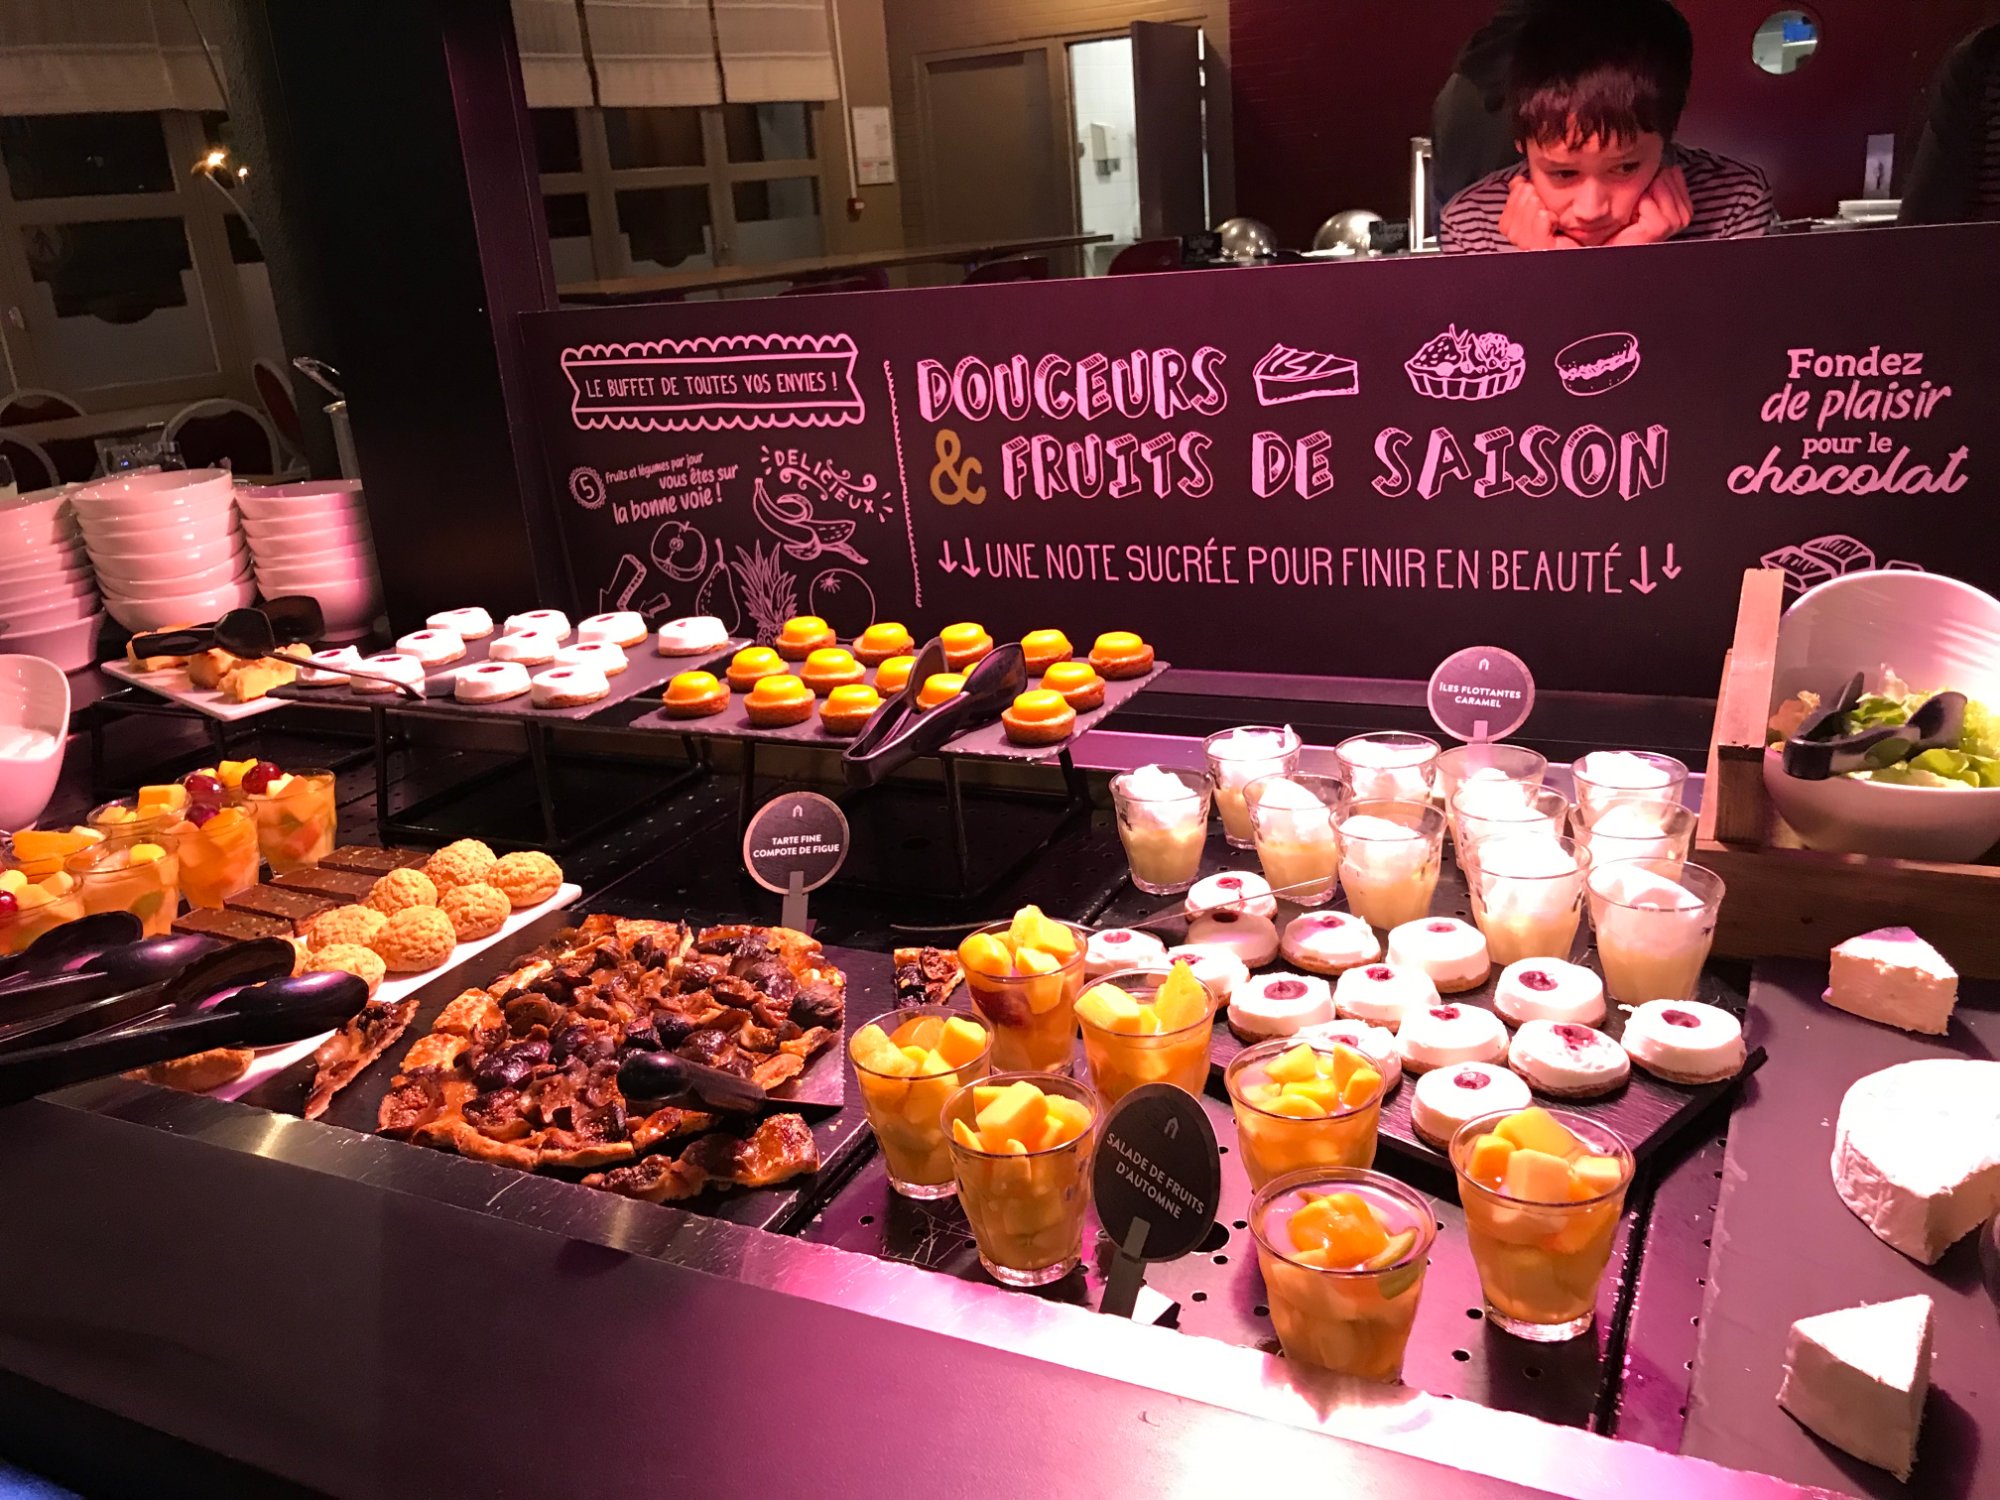 LE BUFFET DE TOUTES VOS ENVIES !
5 Fruits et légumes par jour
vous êtes sur
la bonne voie !
DELICIEUX
DOUCEURS
& FRUITS DE SAISON
UNE NOTE SUCRÉE POUR FINIR EN BEAUTÉ
Fondez
de plaisir
pour le
chocolat
ÎLES FLOTTANTES
CARAMEL
TARTE FINE
COMPOTE DE FIGUE
SALADE DE FRUITS
D'AUTOMNE